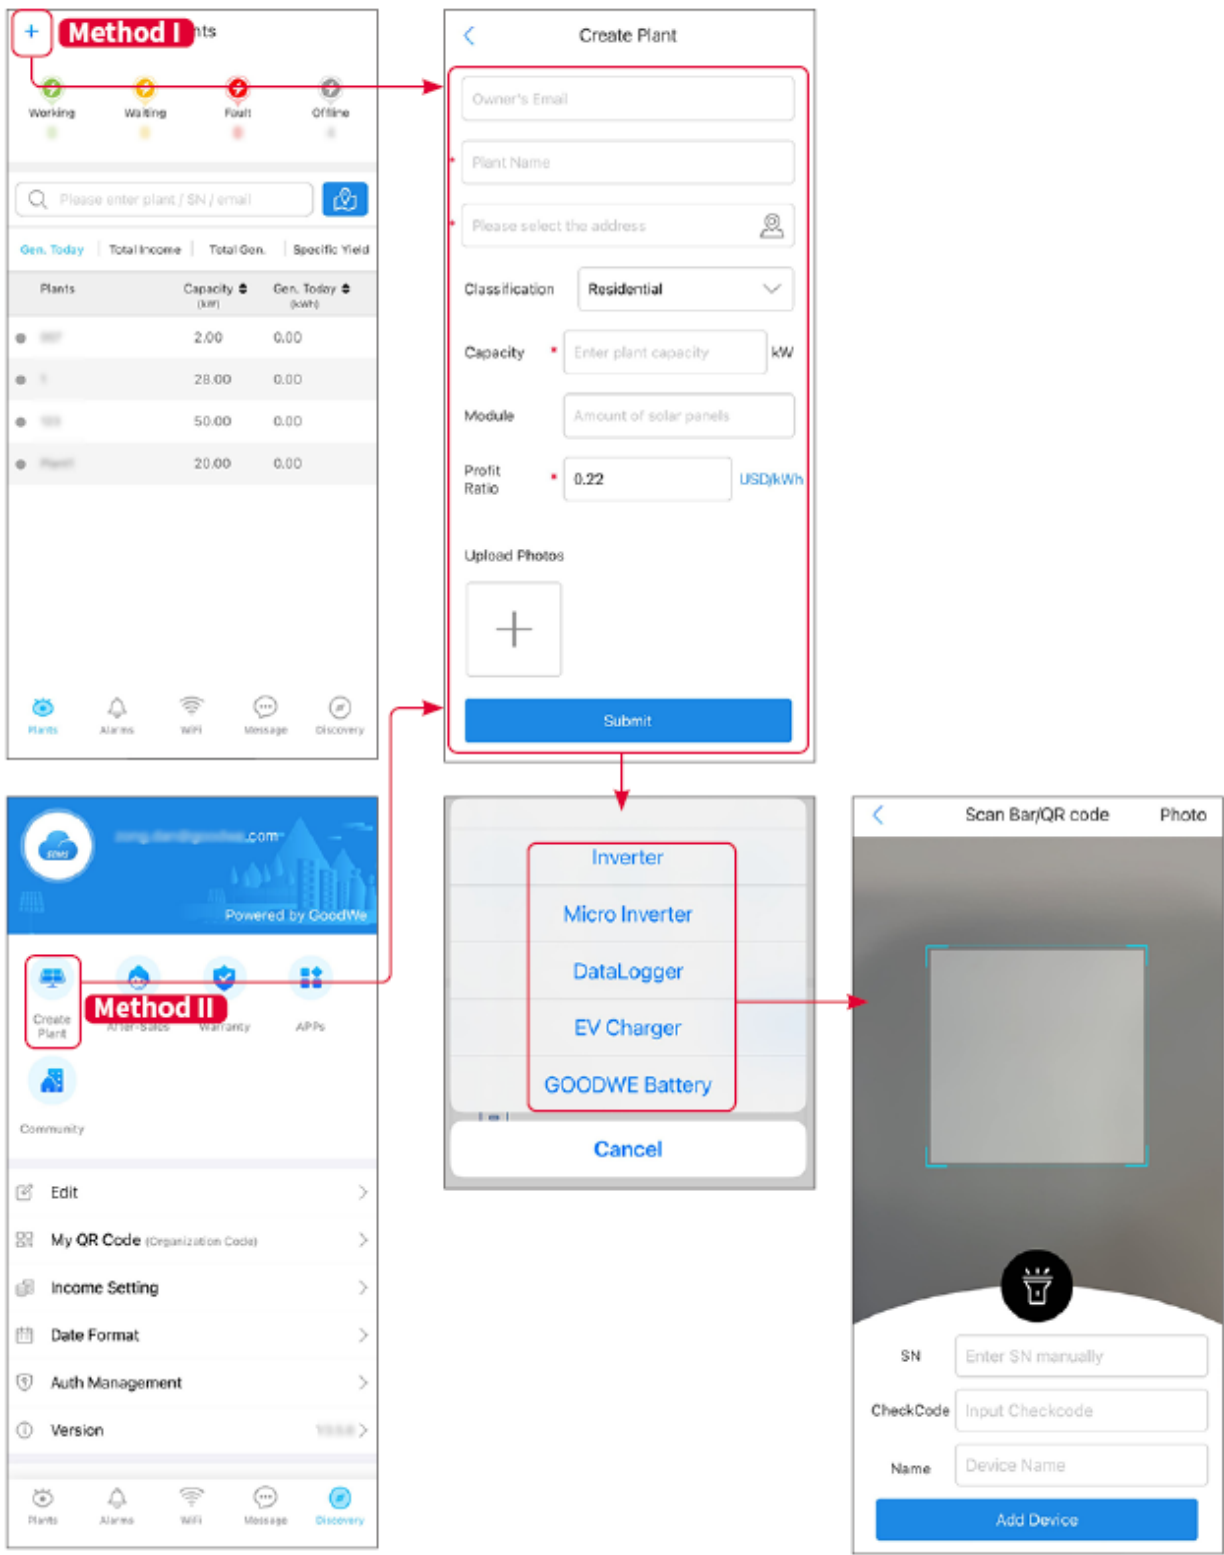 +
Method I
nts
Working
Waiting
Fault
Offline
Please enter plant / SN / email
Gen. Today | Total Income | Total Gen. | Specific Yield
Plants Capacity (kW) Gen. Today (kWh)
2.00 0.00
1 28.00 0.00
50.00 0.00
20.00 0.00
Plants Alarms WiFi Message Discovery
Create Plant
Owner's Email
* Plant Name
* Please select the address
Classification Residential
Capacity * Enter plant capacity kW
Module Amount of solar panels
Profit Ratio * 0.22 USD/kWh
Upload Photos
Submit
SEMS
.com
Powered by GoodWe
Create Plant
Method II
After-Sales
Warranty
APPs
Community
Edit
My QR Code (Organization Code)
Income Setting
Date Format
Auth Management
Version
Plants Alarms WiFi Message Discovery
Inverter
Micro Inverter
DataLogger
EV Charger
GOODWE Battery
Cancel
Scan Bar/QR code Photo
SN Enter SN manually
CheckCode Input Checkcode
Name Device Name
Add Device